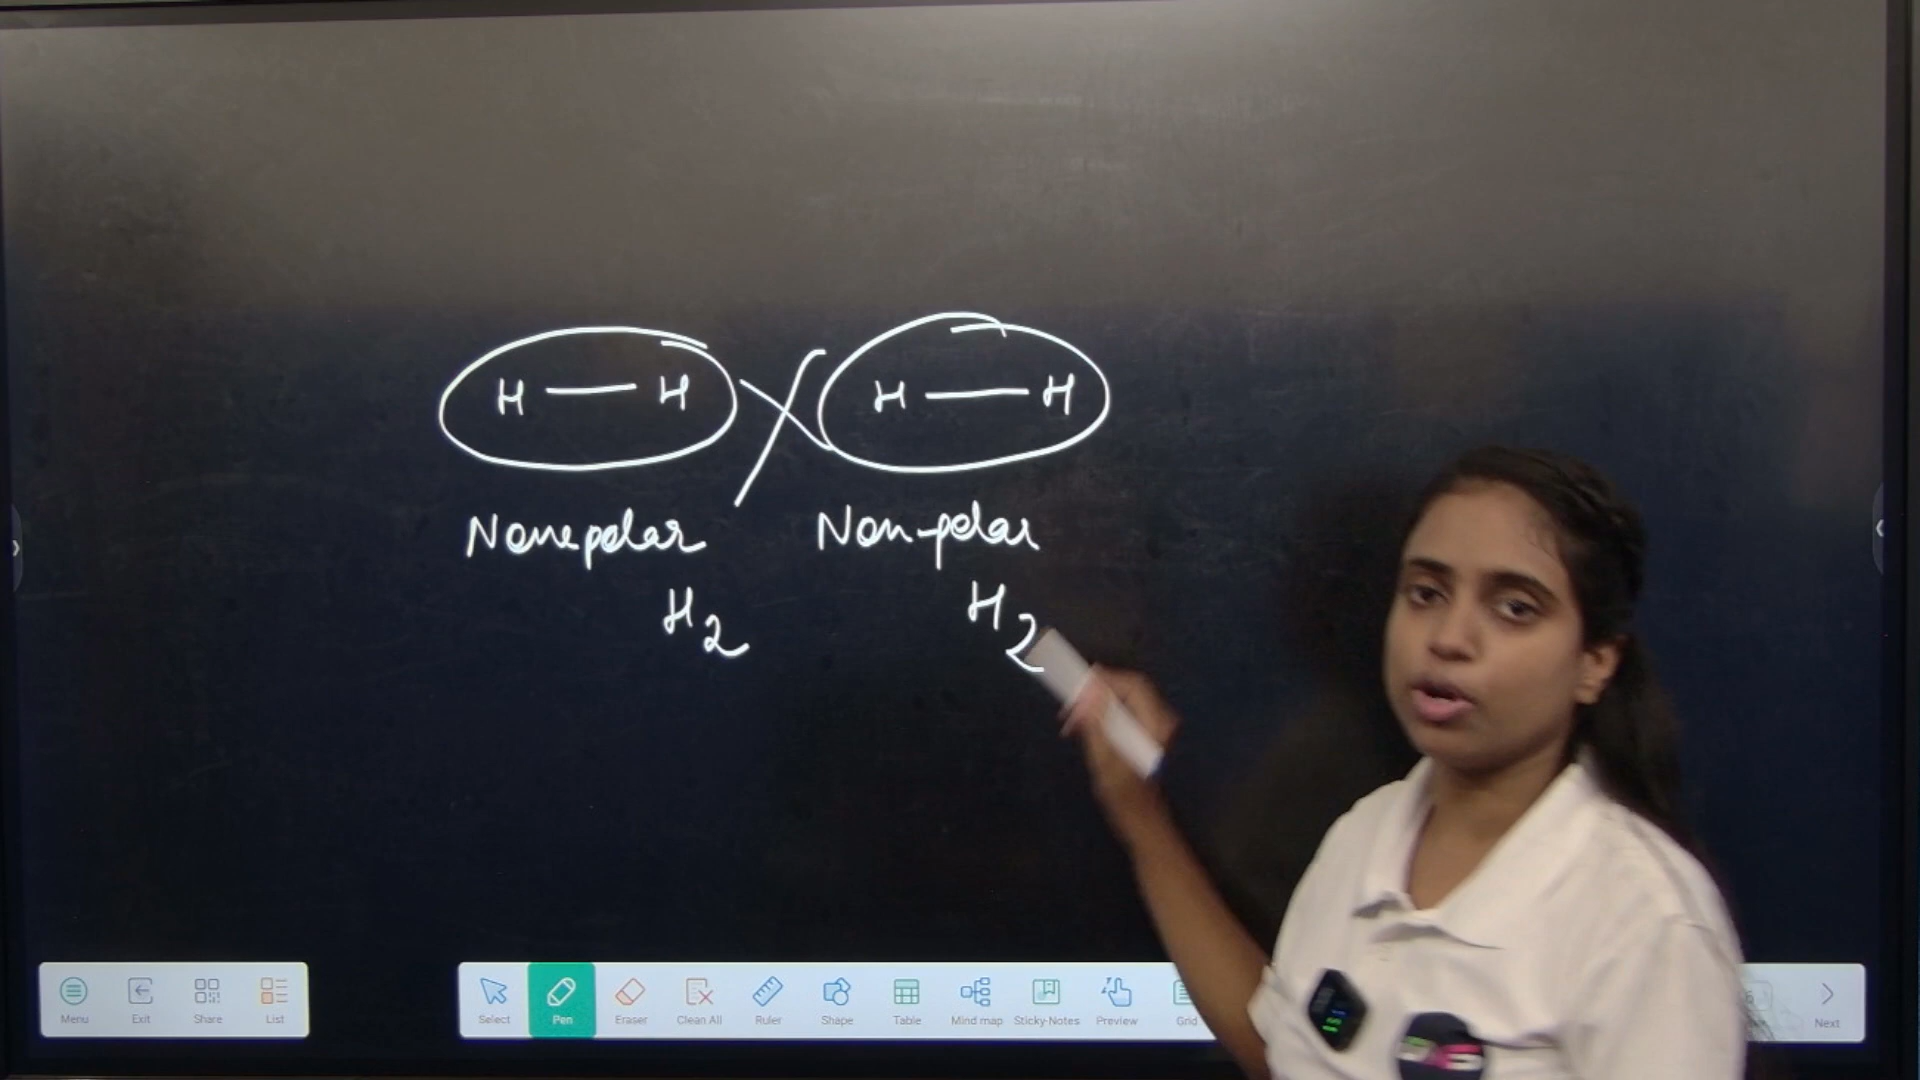 H — H H — H
Nonepolar Non-polar
H2 H2
Menu Exit Share List Select Pen Eraser Clean All Ruler Shape Table Mind map Sticky-Notes Preview Grid Next